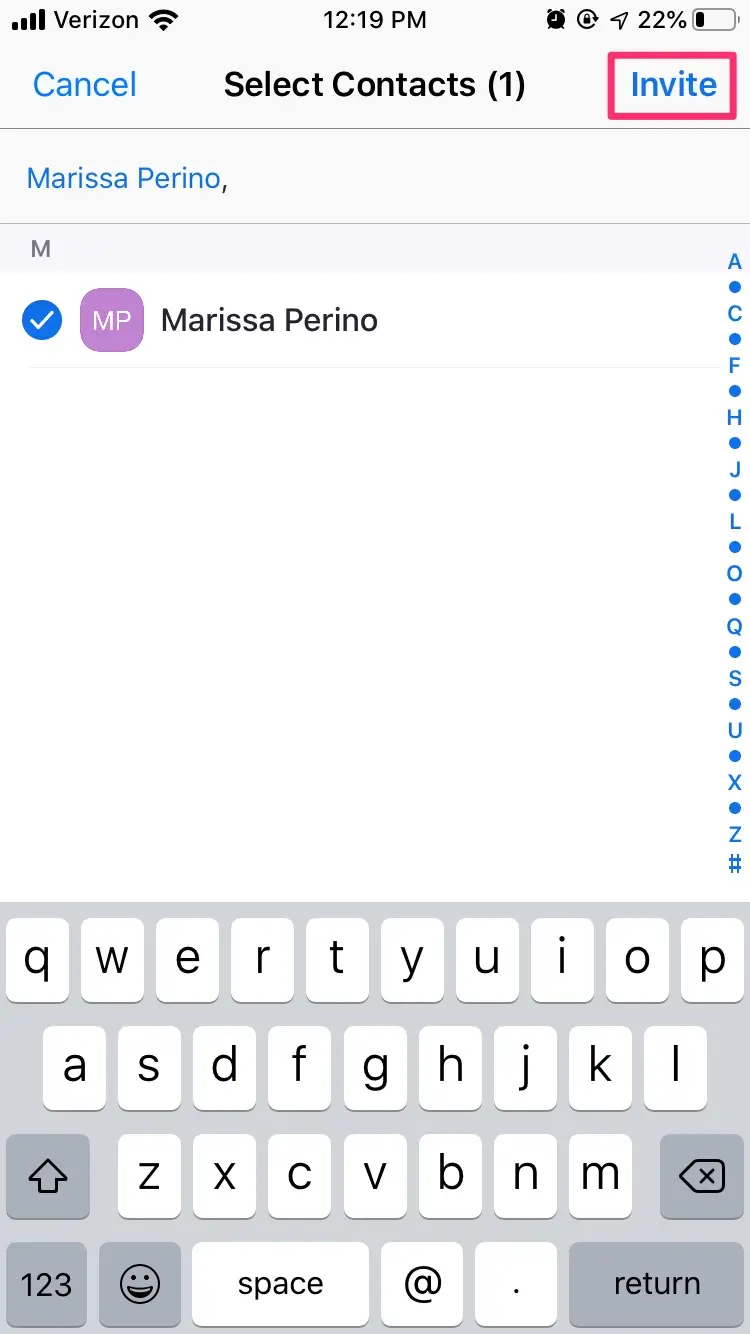 Verizon 12:19 PM 22%
Cancel Select Contacts (1) Invite
Marissa Perino,
M
MP Marissa Perino
A
C
F
H
J
L
O
Q
S
U
X
Z
#
q w e r t y u i o p
a s d f g h j k l
z x c v b n m
123 space @ . return